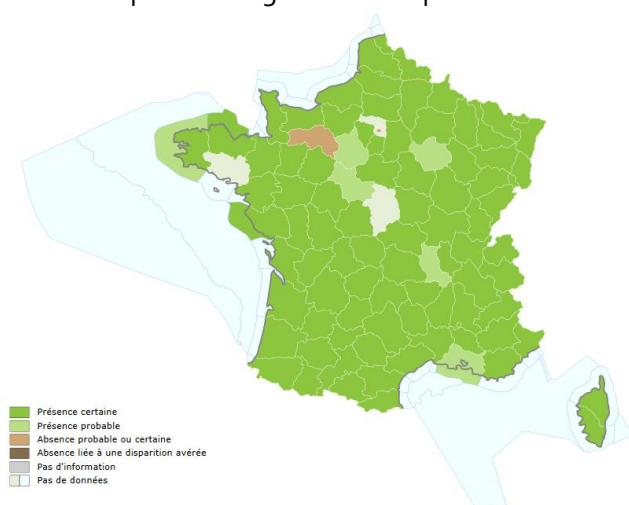 Présence certaine
Présence probable
Absence probable ou certaine
Absence liée à une disparition avérée
Pas d'information
Pas de données